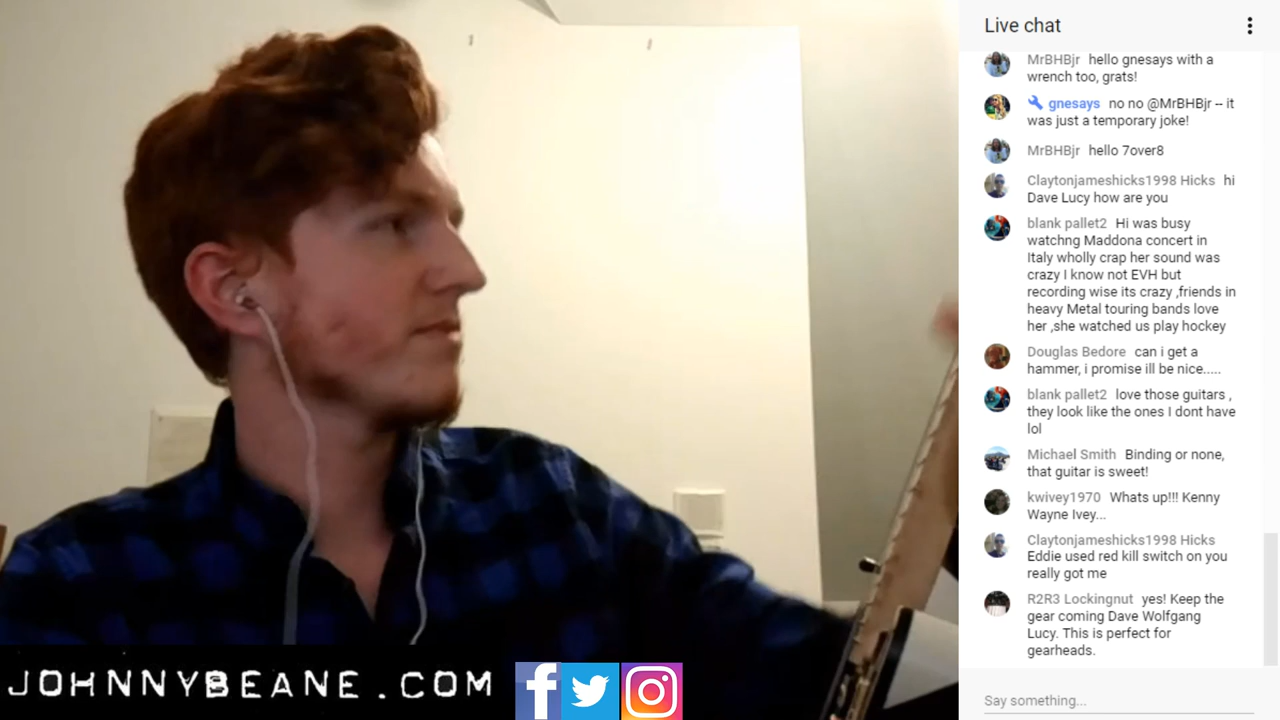 Live chat
MrBHBjr hello gnesays with a
wrench too, grats!
gnesays no no @MrBHBjr -- it
was just a temporary joke!
MrBHBjr hello 7over8
Claytonjameshicks1998 Hicks hi
Dave Lucy how are you
blank pallet2 Hi was busy
watchng Maddona concert in
Italy wholly crap her sound was
crazy I know not EVH but
recording wise its crazy ,friends in
heavy Metal touring bands love
her ,she watched us play hockey
Douglas Bedore can i get a
hammer, i promise ill be nice.....
blank pallet2 love those guitars ,
they look like the ones I dont have
lol
Michael Smith Binding or none,
that guitar is sweet!
kwivey1970 Whats up!!! Kenny
Wayne Ivey...
Claytonjameshicks1998 Hicks
Eddie used red kill switch on you
really got me
R2R3 Lockingnut yes! Keep the
gear coming Dave Wolfgang
Lucy. This is perfect for
gearheads.
Say something...
JOHNNYBEANE.COM